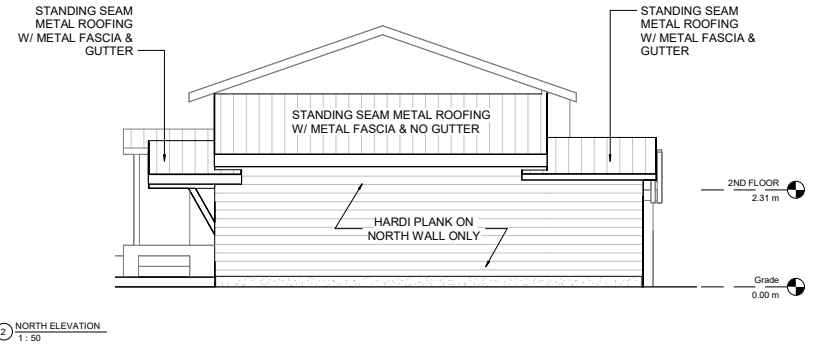 STANDING SEAM
METAL ROOFING
W/ METAL FASCIA &
GUTTER
STANDING SEAM
METAL ROOFING
W/ METAL FASCIA &
GUTTER
STANDING SEAM METAL ROOFING
W/ METAL FASCIA & NO GUTTER
2ND FLOOR
2.31 m
HARDI PLANK ON
NORTH WALL ONLY
Grade
0.00 m
2 NORTH ELEVATION
1 : 50